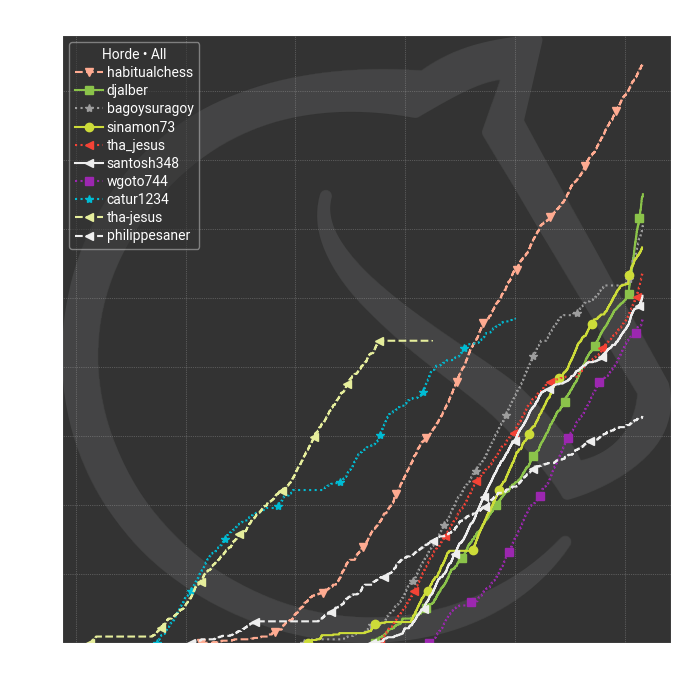 Horde • All
habitualchess
djalber
bagoysuragoy
sinamon73
tha_jesus
santosh348
wgoto744
catur1234
tha-jesus
philippesaner